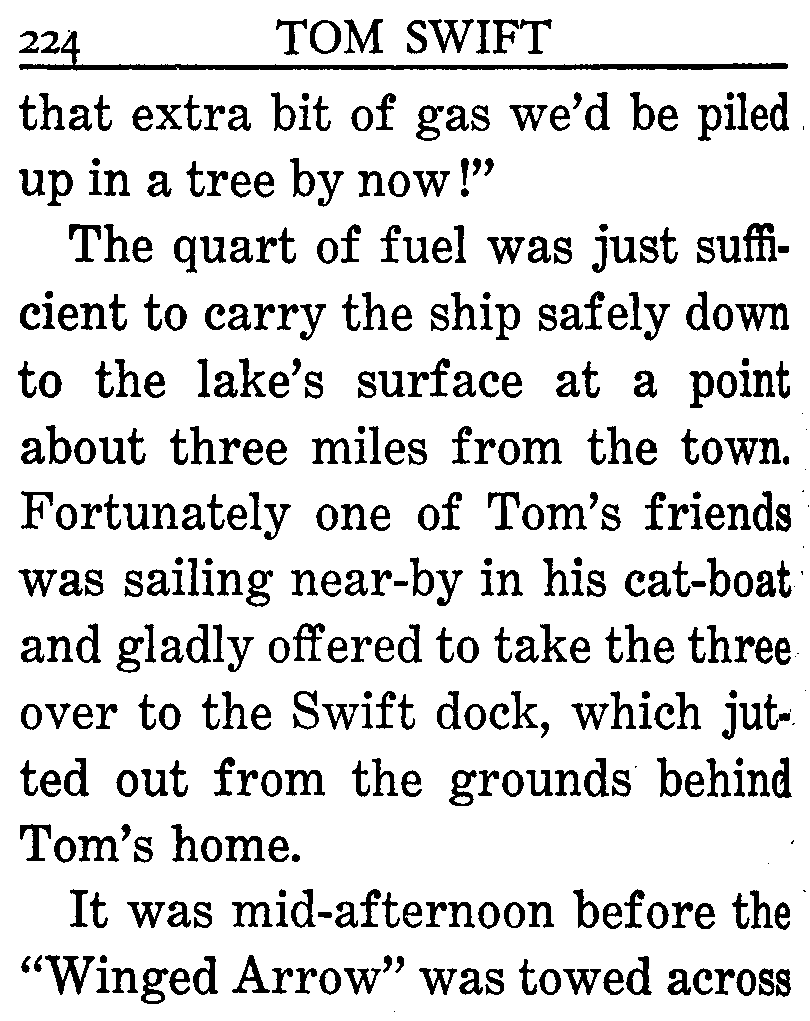 224 TOM SWIFT
that extra bit of gas we’d be piled
up in a tree by now!”
The quart of fuel was just suffi-
cient to carry the ship safely down
to the lake’s surface at a point
about three miles from the town.
Fortunately one of Tom’s friends
was sailing near-by in his cat-boat
and gladly offered to take the three
over to the Swift dock, which jut-
ted out from the grounds behind
Tom’s home.
It was mid-afternoon before the
“Winged Arrow” was towed across